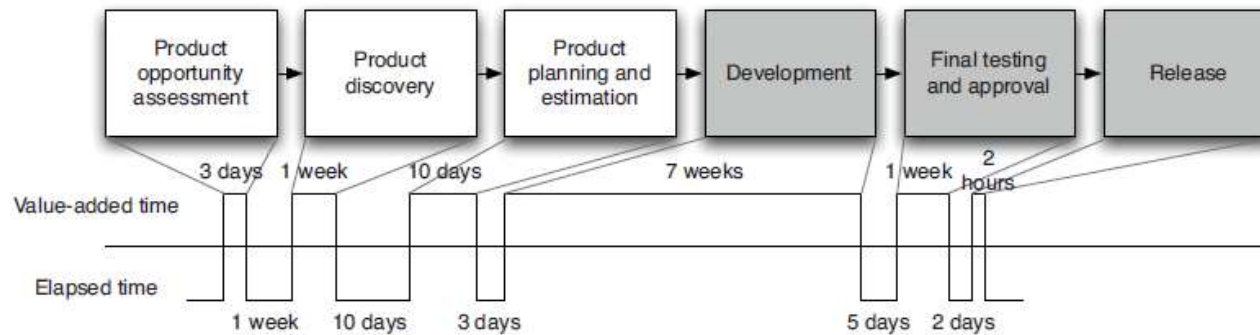 Product
opportunity
assessment
Product
discovery
Product
planning and
estimation
Development
Final testing
and approval
Release
3 days
1 week
10 days
7 weeks
1 week
2
hours
Value-added time
Elapsed time
1 week
10 days
3 days
5 days
2 days